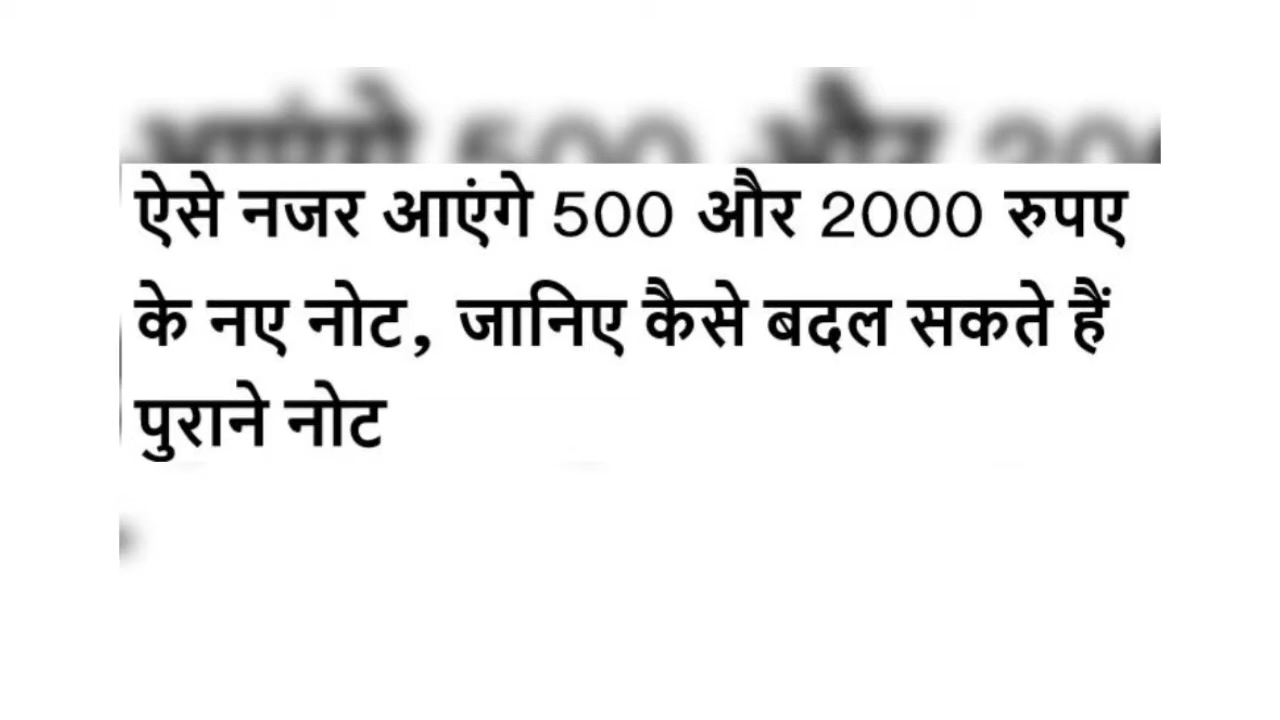 ऐसे नजर आएंगे 500 और 2000 रुपए
के नए नोट, जानिए कैसे बदल सकते हैं
पुराने नोट